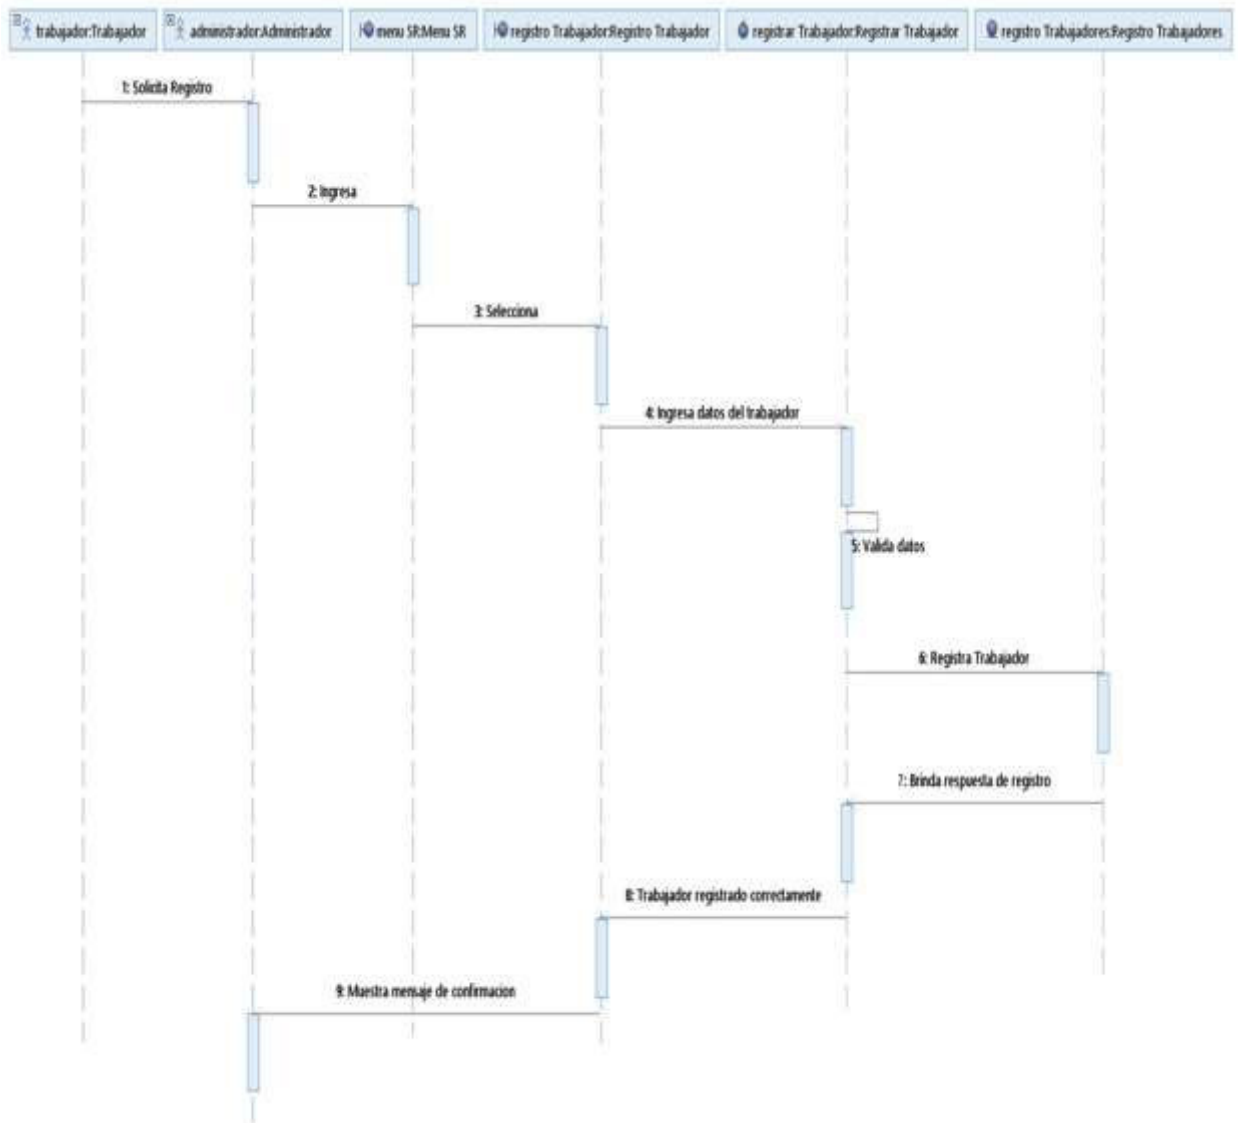 trabajador:Trabajador
administrador:Administrador
menu SR:Menu SR
registro Trabajador:Registro Trabajador
registrar Trabajador:Registrar Trabajador
registro Trabajadores:Registro Trabajadores
1: Solicita Registro
2: Ingresa
3: Selecciona
4: Ingresa datos del trabajador
5: Valida datos
6: Registra Trabajador
7: Brinda respuesta de registro
8: Trabajador registrado correctamente
9: Muestra mensaje de confirmacion